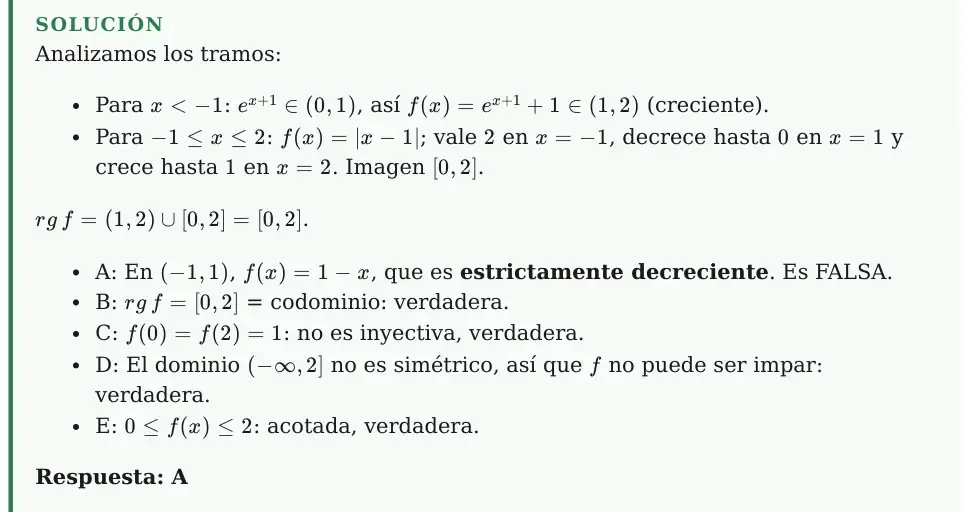 SOLUCIÓN
Analizamos los tramos:
• Para x < −1: e^{x+1} ∈ (0, 1), así f(x) = e^{x+1} + 1 ∈ (1, 2) (creciente).
• Para −1 ≤ x ≤ 2: f(x) = |x − 1|; vale 2 en x = −1, decrece hasta 0 en x = 1 y
crece hasta 1 en x = 2. Imagen [0, 2].
rg f = (1, 2) ∪ [0, 2] = [0, 2].
• A: En (−1, 1), f(x) = 1 − x, que es estrictamente decreciente. Es FALSA.
• B: rg f = [0, 2] = codominio: verdadera.
• C: f(0) = f(2) = 1: no es inyectiva, verdadera.
• D: El dominio (−∞, 2] no es simétrico, así que f no puede ser impar:
verdadera.
• E: 0 ≤ f(x) ≤ 2: acotada, verdadera.
Respuesta: A